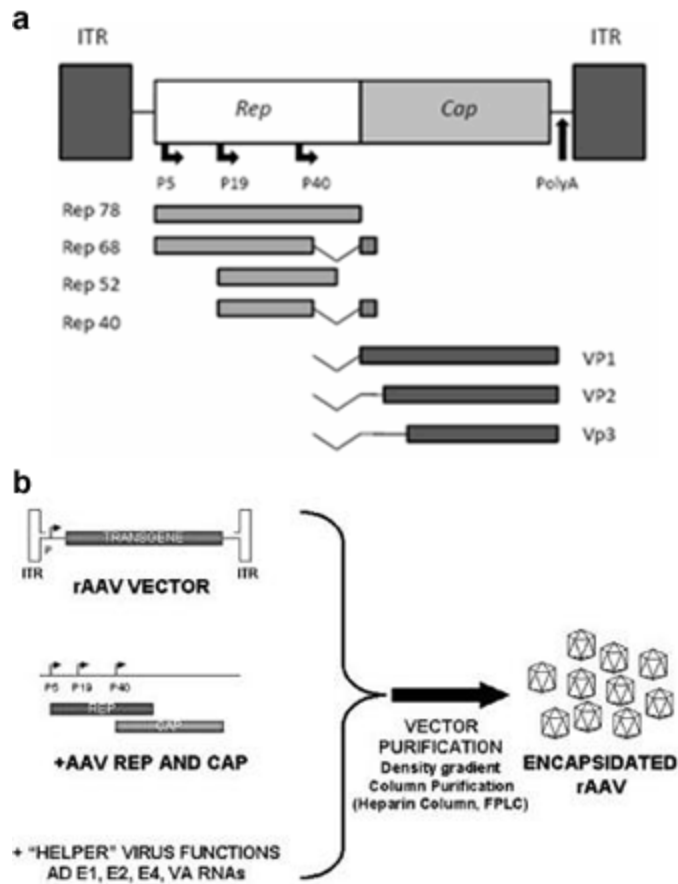 a
ITR
ITR
Rep
Cap
P5
P19
P40
PolyA
Rep 78
Rep 68
Rep 52
Rep 40
VP1
VP2
Vp3
b
TRANSGENE
P
ITR
ITR
rAAV VECTOR
P5
P19
P40
REP
CAP
+AAV REP AND CAP
+ "HELPER" VIRUS FUNCTIONS
AD E1, E2, E4, VA RNAs
VECTOR
PURIFICATION
Density gradient
Column Purification
(Heparin Column, FPLC)
ENCAPSIDATED
rAAV